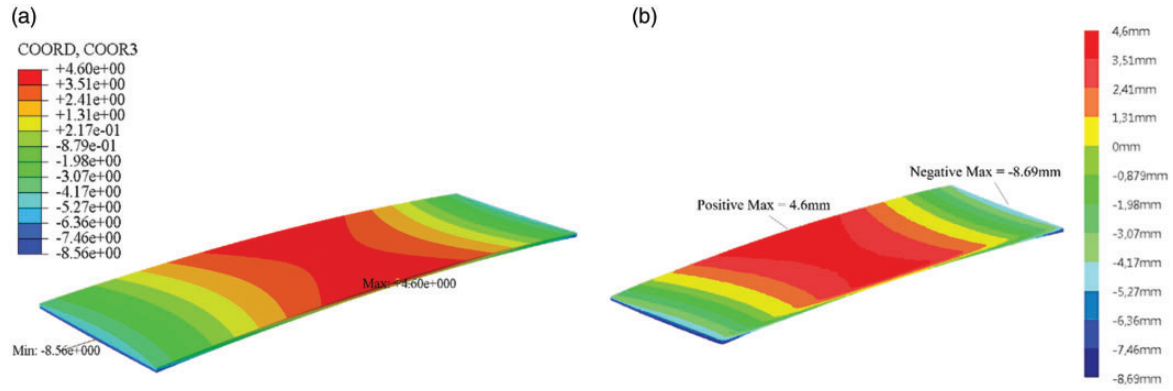 (a)
COORD, COOR3
+4.60e+00
+3.51e+00
+2.41e+00
+1.31e+00
+2.17e-01
-8.79e-01
-1.98e+00
-3.07e+00
-4.17e+00
-5.27e+00
-6.36e+00
-7.46e+00
-8.56e+00
Max: +4.60e+000
Min: -8.56e+000
(b)
4,6mm
3,51mm
2,41mm
1,31mm
0mm
-0,879mm
-1,98mm
-3,07mm
-4,17mm
-5,27mm
-6,36mm
-7,46mm
-8,69mm
Negative Max = -8.69mm
Positive Max = 4.6mm